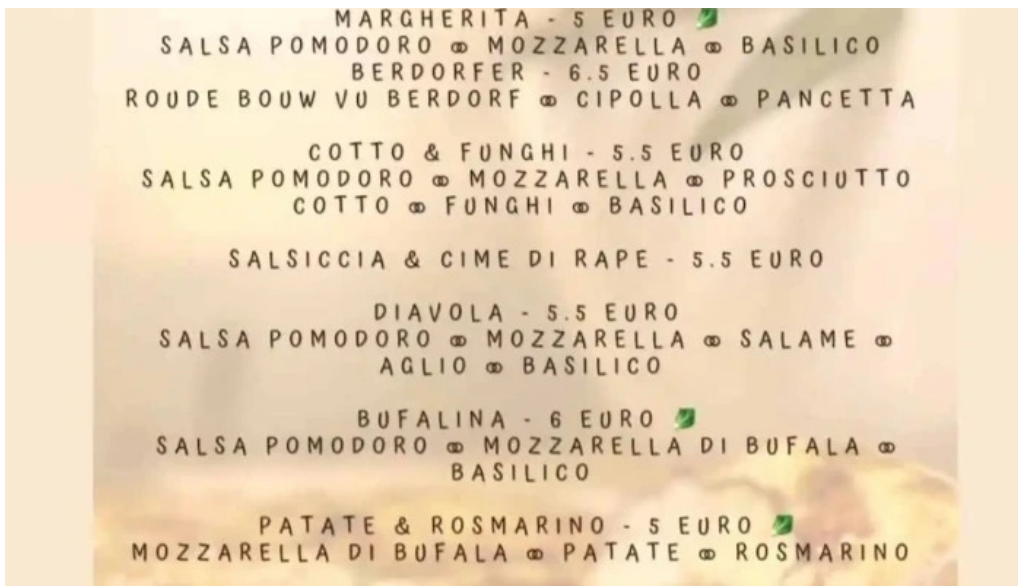 MARGHERITA - 5 EURO
SALSA POMODORO ∞ MOZZARELLA ∞ BASILICO
BERDORFER - 6.5 EURO
ROUDE BOUW VU BERDORF ∞ CIPOLLA ∞ PANCETTA
COTTO & FUNGHI - 5.5 EURO
SALSA POMODORO ∞ MOZZARELLA ∞ PROSCIUTTO
COTTO ∞ FUNGHI ∞ BASILICO
SALSICCIA & CIME DI RAPE - 5.5 EURO
DIAVOLA - 5.5 EURO
SALSA POMODORO ∞ MOZZARELLA ∞ SALAME ∞
AGLIO ∞ BASILICO
BUFALINA - 6 EURO
SALSA POMODORO ∞ MOZZARELLA DI BUFALA ∞
BASILICO
PATATE & ROSMARINO - 5 EURO
MOZZARELLA DI BUFALA ∞ PATATE ∞ ROSMARINO